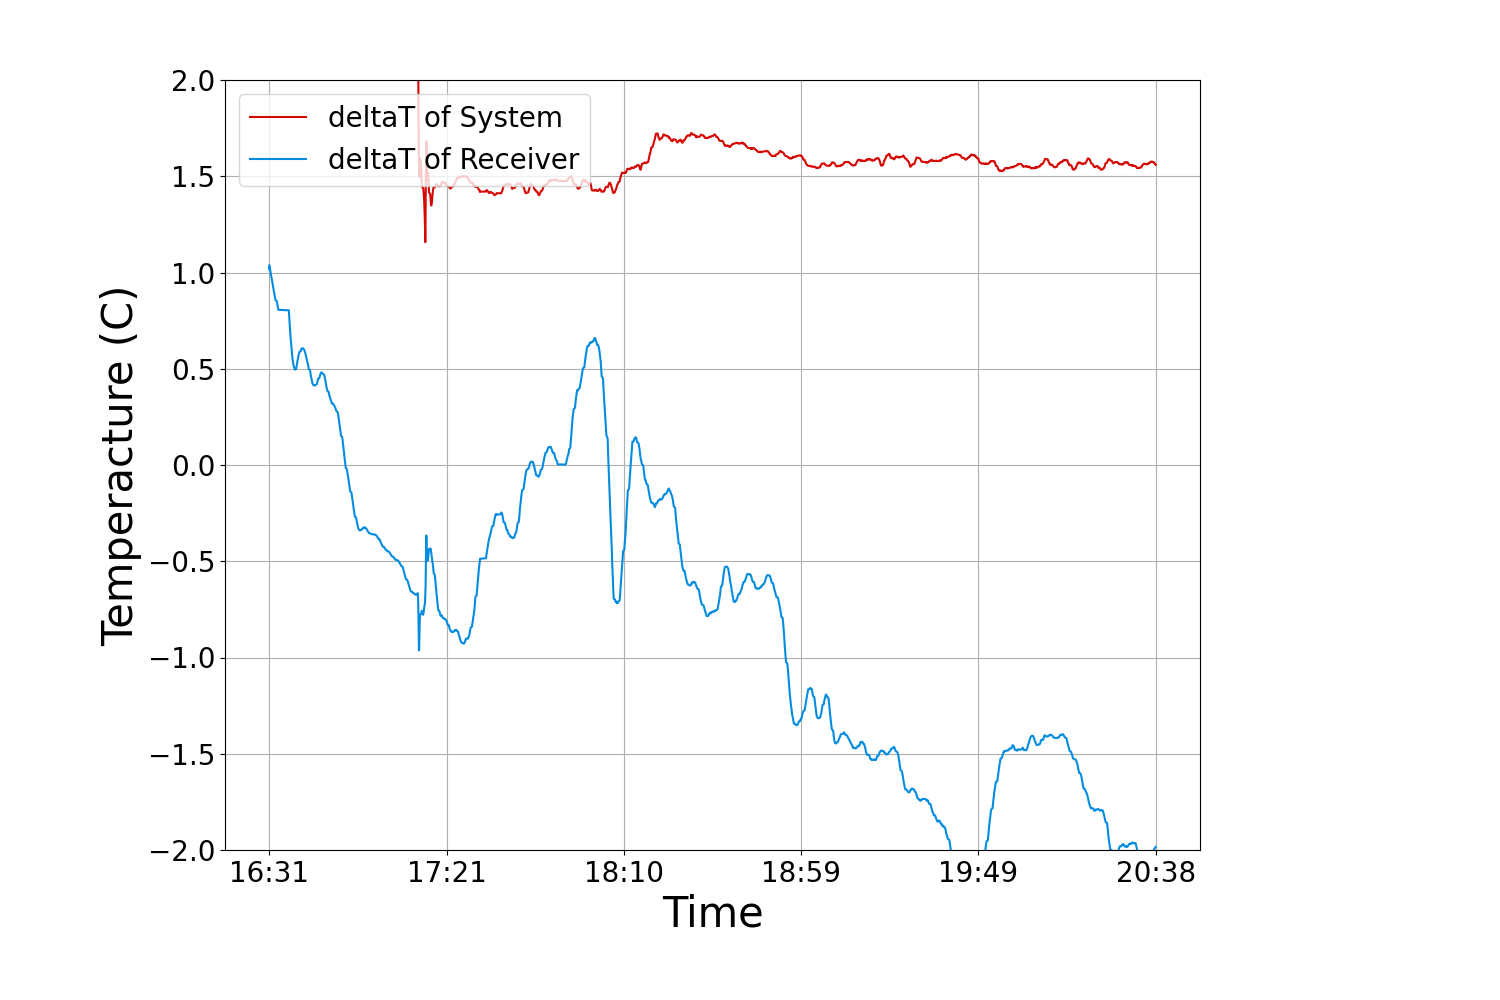 deltaT of System
deltaT of Receiver
2.0
1.5
1.0
0.5
0.0
−0.5
−1.0
−1.5
−2.0
Temperacture (C)
16:31 17:21 18:10 18:59 19:49 20:38
Time